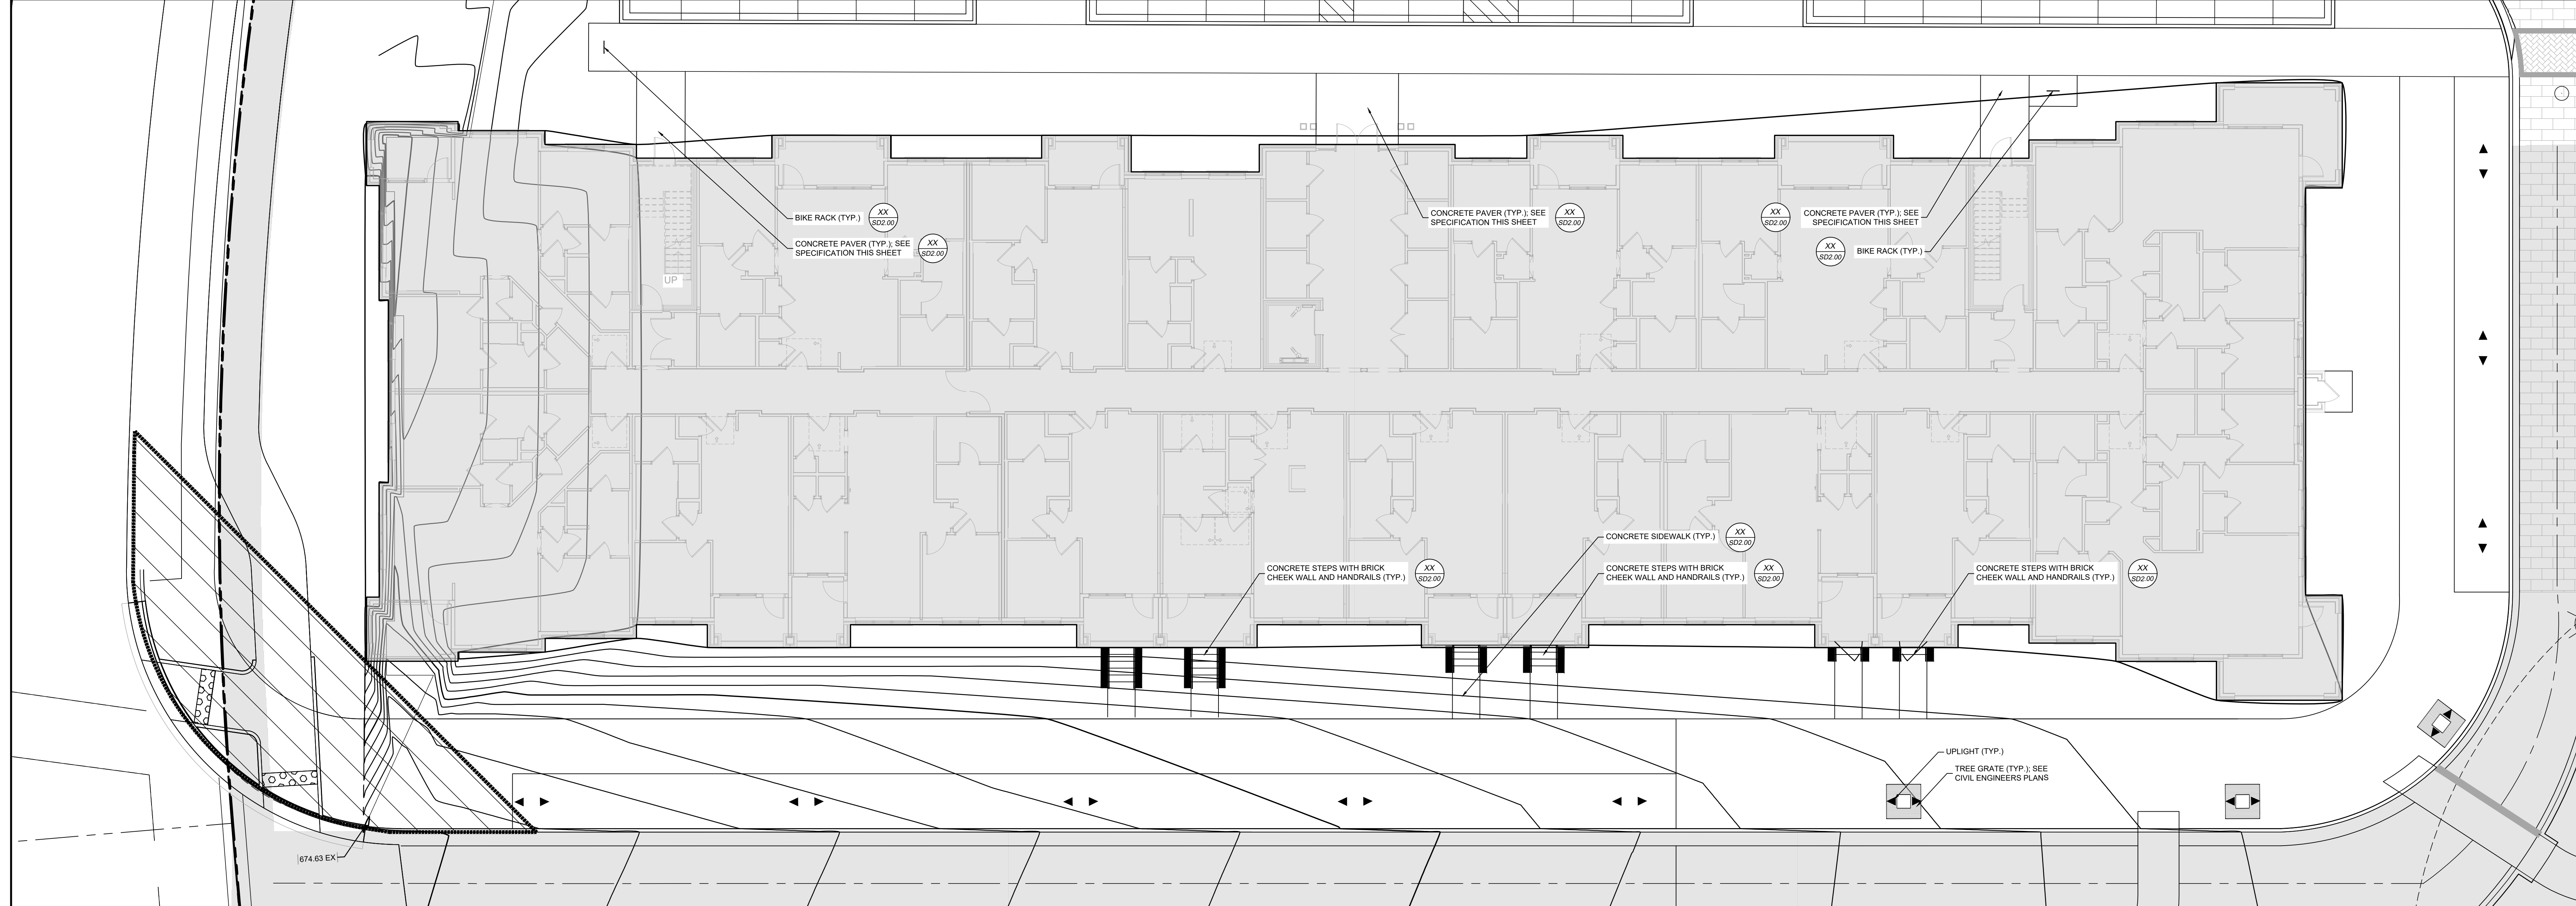 BIKE RACK (TYP.)
XX
SD2.00
CONCRETE PAVER (TYP.); SEE
SPECIFICATION THIS SHEET
XX
SD2.00
UP
CONCRETE PAVER (TYP.); SEE
SPECIFICATION THIS SHEET
XX
SD2.00
XX
SD2.00
CONCRETE PAVER (TYP.); SEE
SPECIFICATION THIS SHEET
XX
SD2.00
BIKE RACK (TYP.)
CONCRETE SIDEWALK (TYP.)
XX
SD2.00
CONCRETE STEPS WITH BRICK
CHEEK WALL AND HANDRAILS (TYP.)
XX
SD2.00
CONCRETE STEPS WITH BRICK
CHEEK WALL AND HANDRAILS (TYP.)
XX
SD2.00
CONCRETE STEPS WITH BRICK
CHEEK WALL AND HANDRAILS (TYP.)
XX
SD2.00
UPLIGHT (TYP.)
TREE GRATE (TYP.); SEE
CIVIL ENGINEERS PLANS
674.63 EX